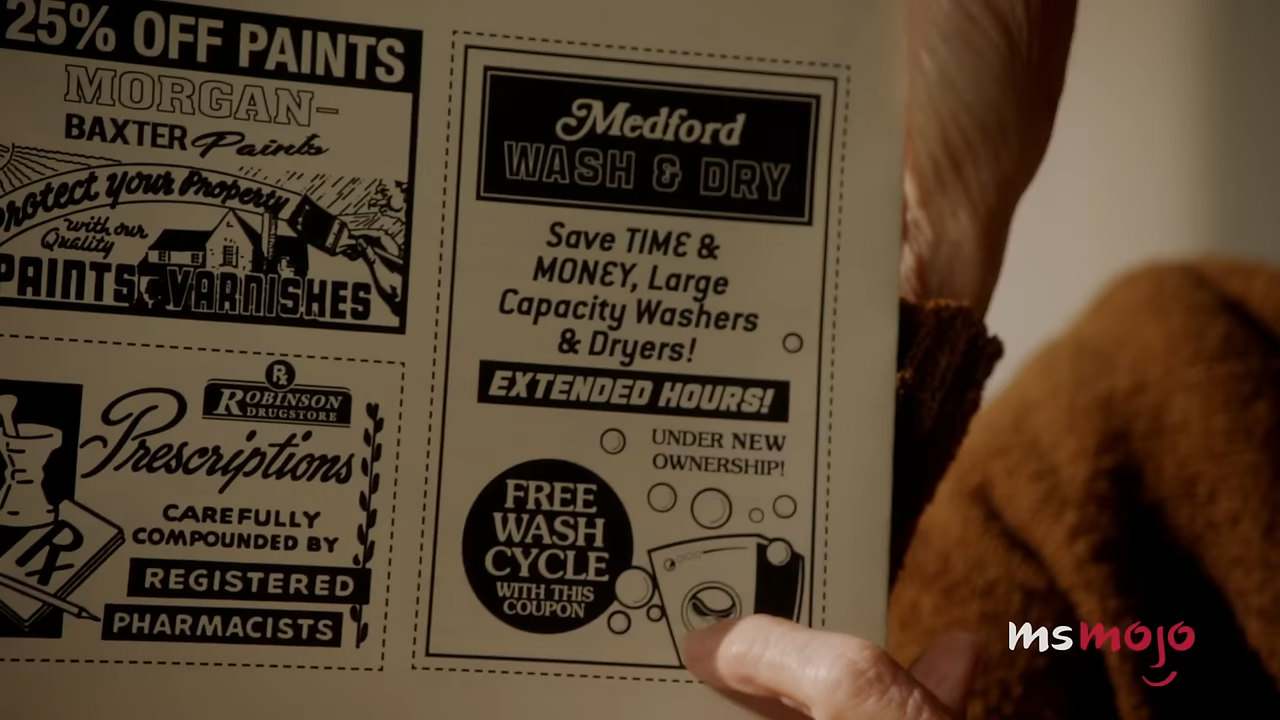 25% OFF PAINTS
MORGAN-
BAXTER Paints
Protect your Property
with our
Quality
PAINTS & VARNISHES
Rx
ROBINSON
DRUGSTORE
Prescriptions
CAREFULLY
COMPOUNDED BY
REGISTERED
PHARMACISTS
Rx
Medford
WASH & DRY
Save TIME &
MONEY, Large
Capacity Washers
& Dryers!
EXTENDED HOURS!
UNDER NEW
OWNERSHIP!
FREE
WASH
CYCLE
WITH THIS
COUPON
msmojo